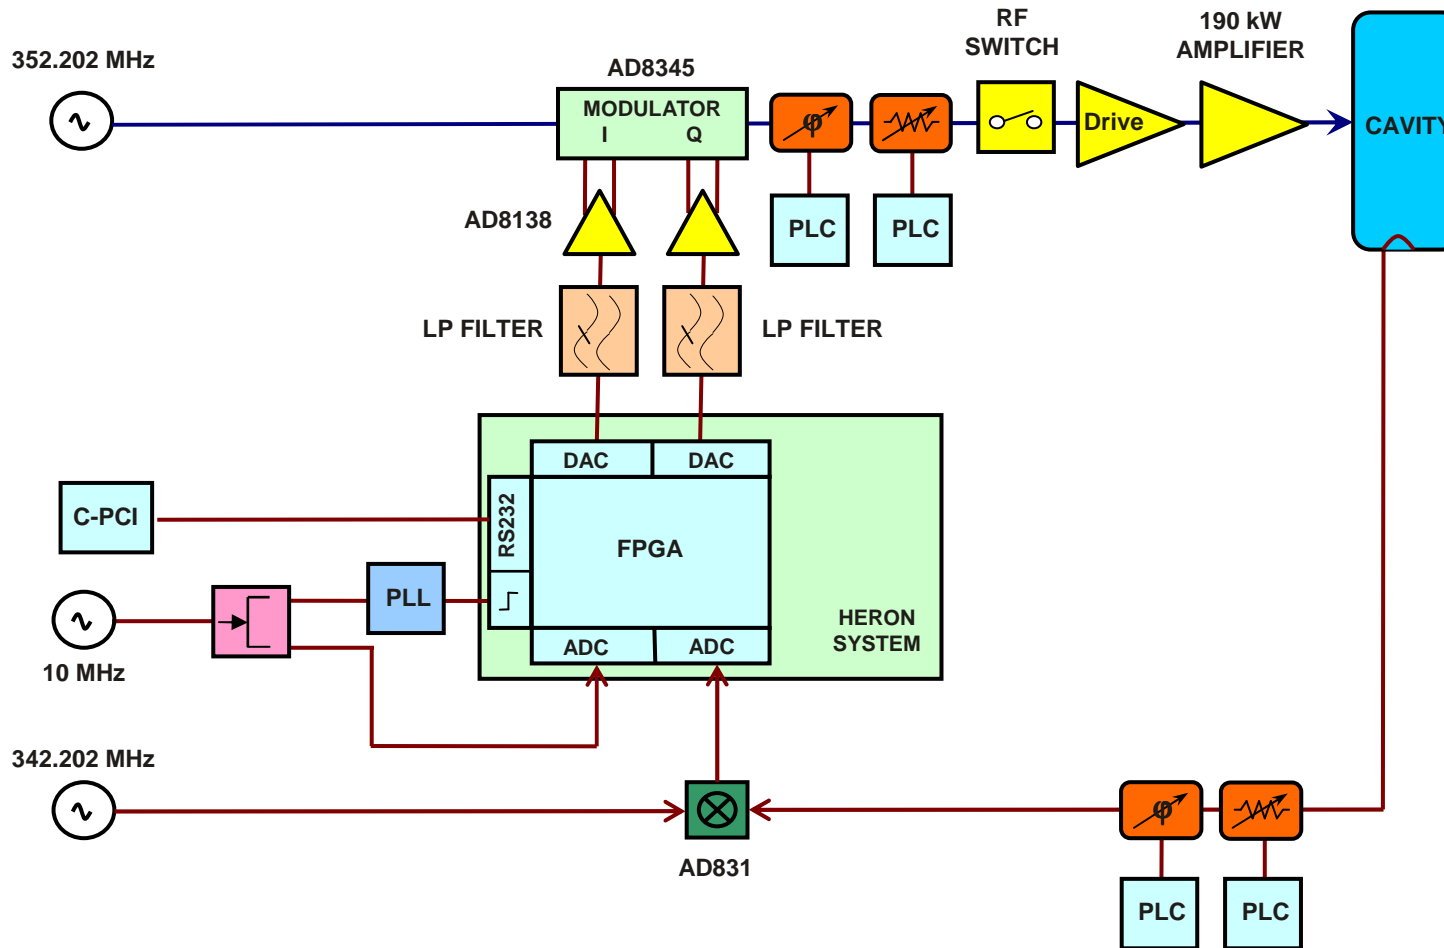 RF
SWITCH
190 kW
AMPLIFIER
352.202 MHz
AD8345
MODULATOR
I Q
φ
Drive
CAVITY
AD8138
PLC
PLC
LP FILTER
LP FILTER
DAC
DAC
C-PCI
RS232
FPGA
PLL
HERON
SYSTEM
10 MHz
ADC
ADC
342.202 MHz
φ
AD831
PLC
PLC